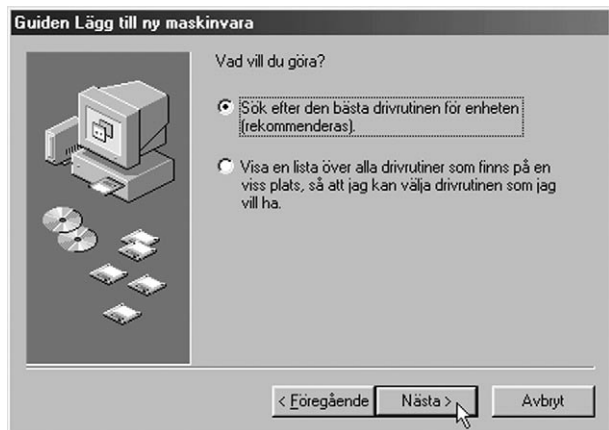 Guiden Lägg till ny maskinvara
Vad vill du göra?
Sök efter den bästa drivrutinen för enheten
(rekommenderas).
Visa en lista över alla drivrutiner som finns på en
viss plats, så att jag kan välja drivrutinen som jag
vill ha.
< Föregående
Nästa >
Avbryt